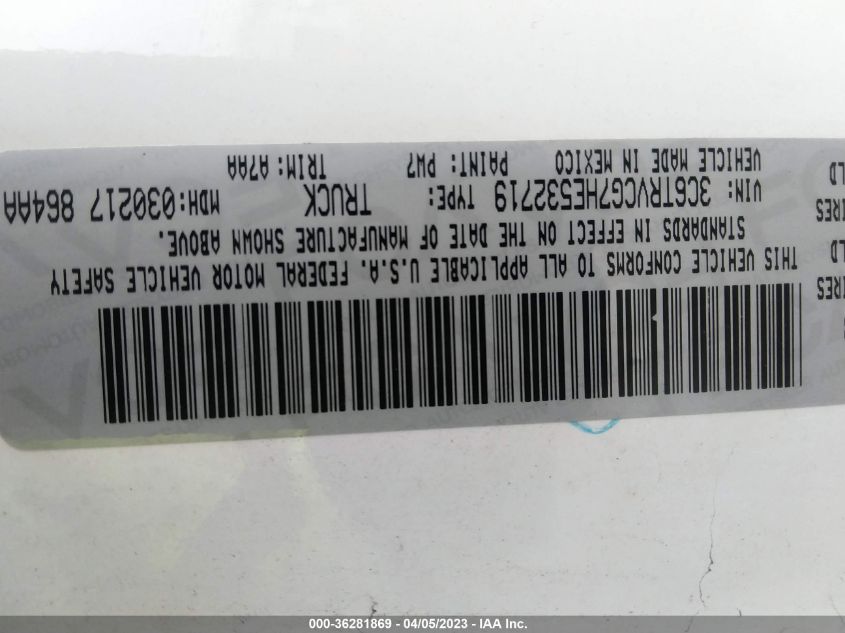 THIS VEHICLE CONFORMS TO ALL APPLICABLE U.S.A. FEDERAL MOTOR VEHICLE SAFETY
STANDARDS IN EFFECT ON THE DATE OF MANUFACTURE SHOWN ABOVE.
VIN: 3C6TRVCG7HE532719 TYPE: TRUCK MDH:030217 864AA
VEHICLE MADE IN MEXICO PAINT: PW7 TRIM: A7AA
000-36281869 - 04/05/2023 - IAA Inc.